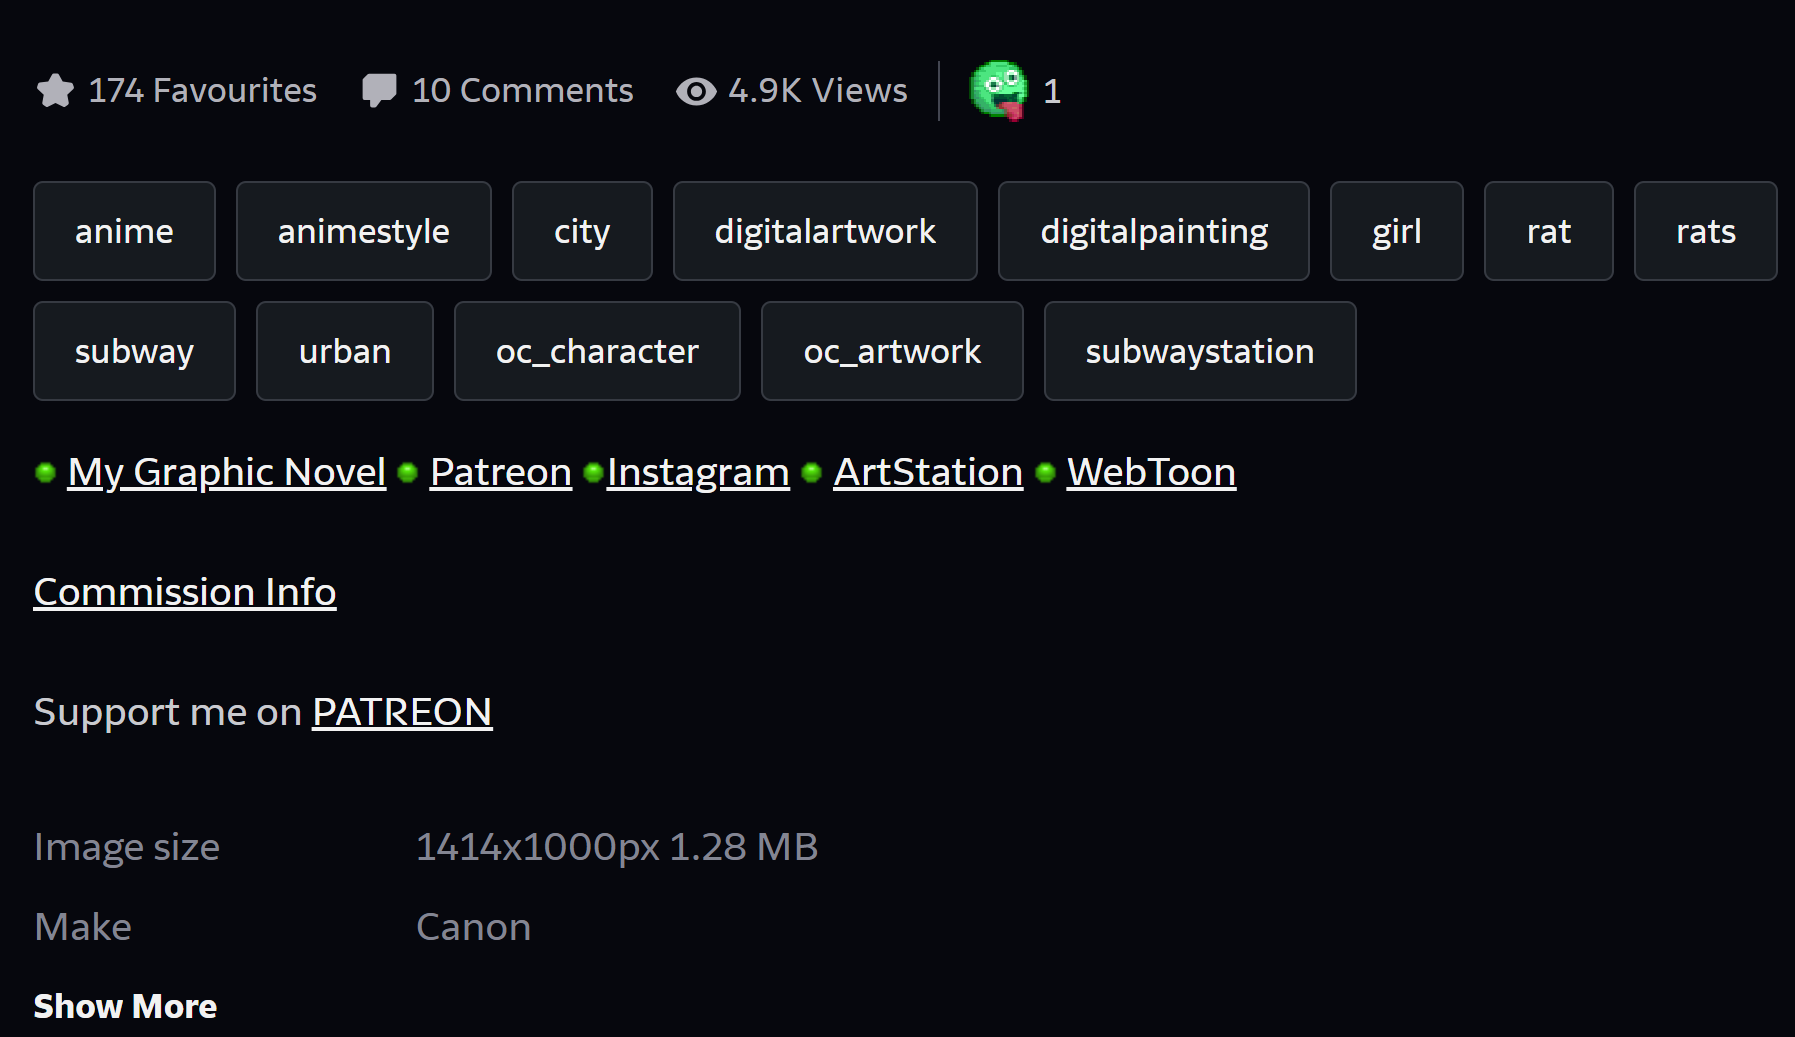 174 Favourites 10 Comments 4.9K Views 1
anime animestyle city digitalartwork digitalpainting girl rat rats
subway urban oc_character oc_artwork subwaystation
My Graphic Novel Patreon Instagram ArtStation WebToon
Commission Info
Support me on PATREON
Image size 1414x1000px 1.28 MB
Make Canon
Show More